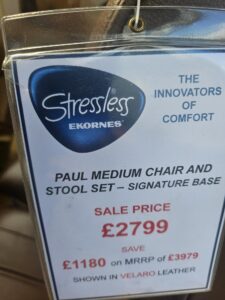 Stressless®
EKORNES®
THE
INNOVATORS
OF
COMFORT
PAUL MEDIUM CHAIR AND
STOOL SET – SIGNATURE BASE
SALE PRICE
£2799
SAVE
£1180 on MRRP of £3979
SHOWN IN VELARO LEATHER